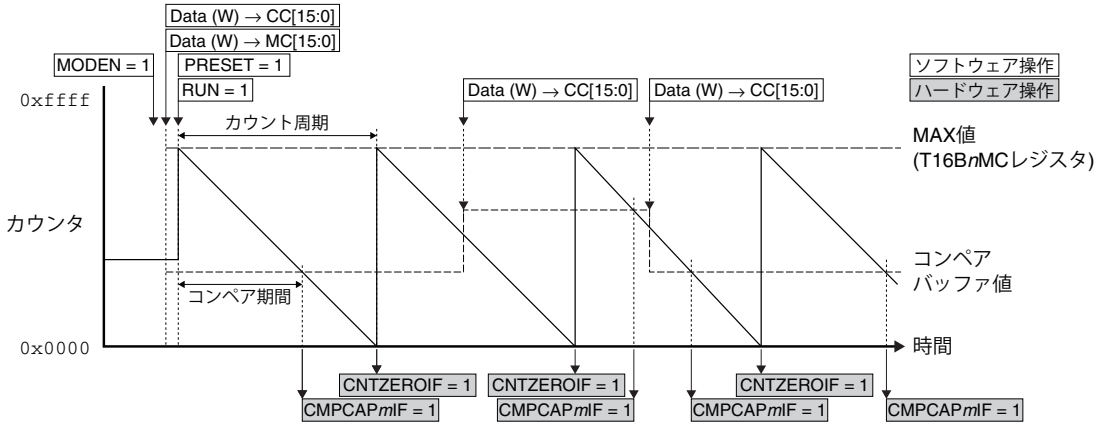 Data (W) → CC[15:0]
Data (W) → MC[15:0]
MODEN = 1
PRESET = 1
RUN = 1
Data (W) → CC[15:0]
Data (W) → CC[15:0]
ソフトウェア操作
ハードウェア操作
0xffff
カウント周期
MAX値
(T16BnMCレジスタ)
カウンタ
コンペア
バッファ値
コンペア期間
0x0000
時間
CNTZEROIF = 1
CNTZEROIF = 1
CNTZEROIF = 1
CMPCAPmIF = 1
CMPCAPmIF = 1
CMPCAPmIF = 1
CMPCAPmIF = 1